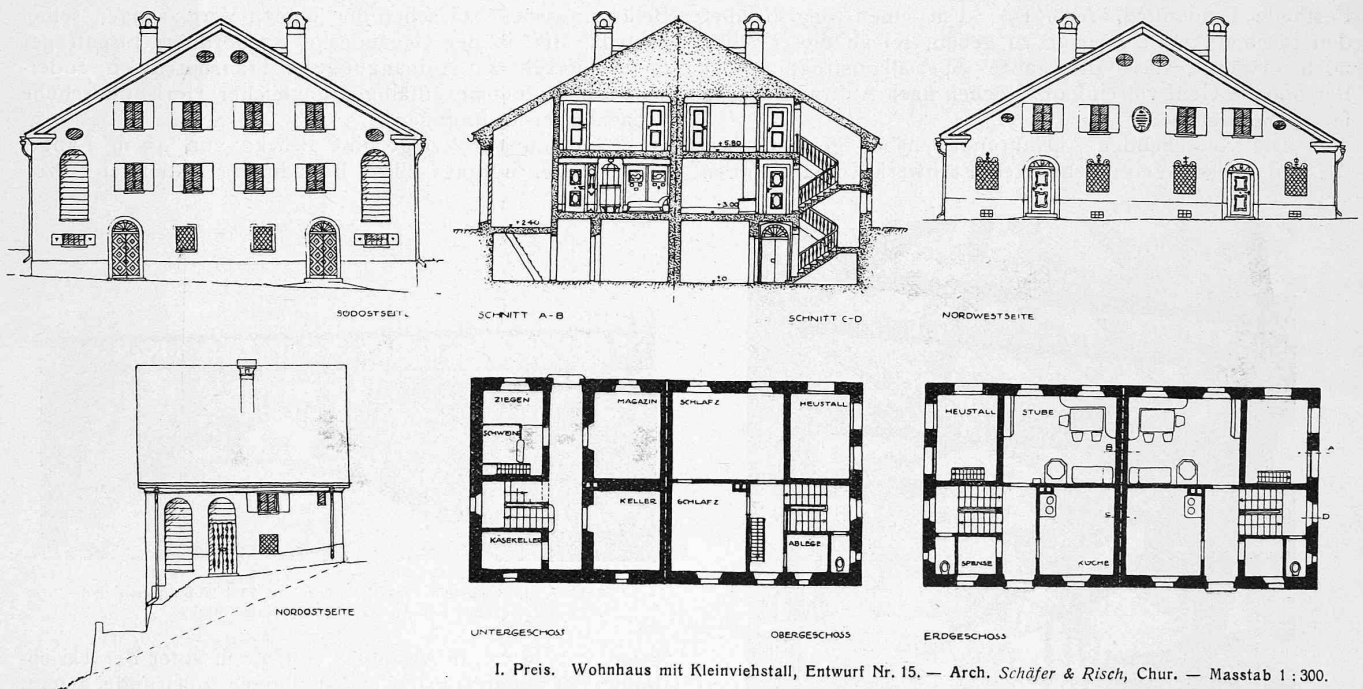 SÜDOSTSEITE
SCHNITT A-B
SCHNITT C-D
NORDWESTSEITE
+5.80
+3.00
+2.40
±0
NORDOSTSEITE
ZIEGEN
SCHWEINE
KÄSEKELLER
MAGAZIN
KELLER
SCHLAFZ
SCHLAFZ
HEUSTALL
ABLEGE
UNTERGESCHOSS
OBERGESCHOSS
HEUSTALL
STUBE
B
C
A
D
SPENSE
KÜCHE
ERDGESCHOSS
I. Preis. Wohnhaus mit Kleinviehstall, Entwurf Nr. 15. — Arch. Schäfer & Risch, Chur. — Masstab 1 : 300.